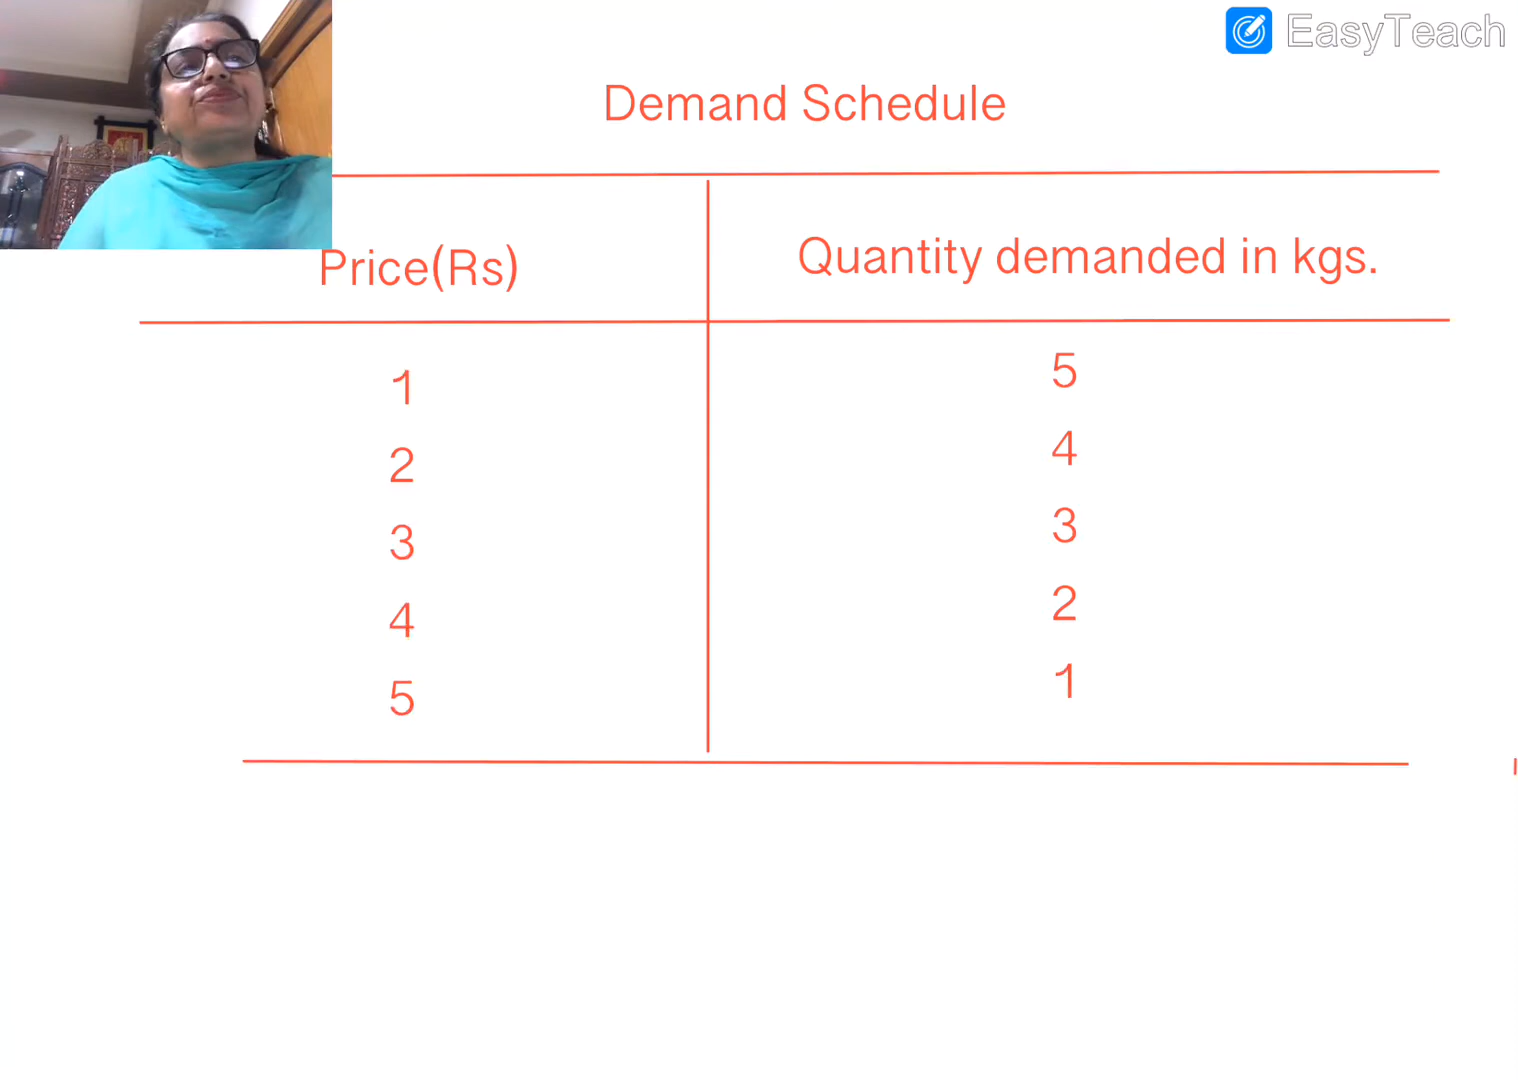 EasyTeach
Demand Schedule
Price(Rs) Quantity demanded in kgs.
1 5
2 4
3 3
4 2
5 1